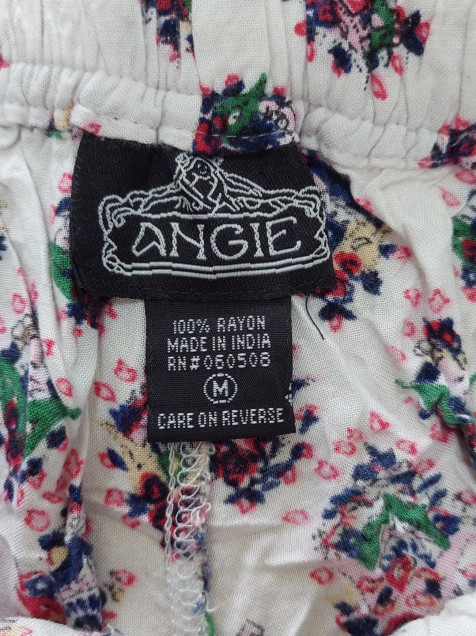 ANGIE
100% RAYON
MADE IN INDIA
RN#060508
M
CARE ON REVERSE